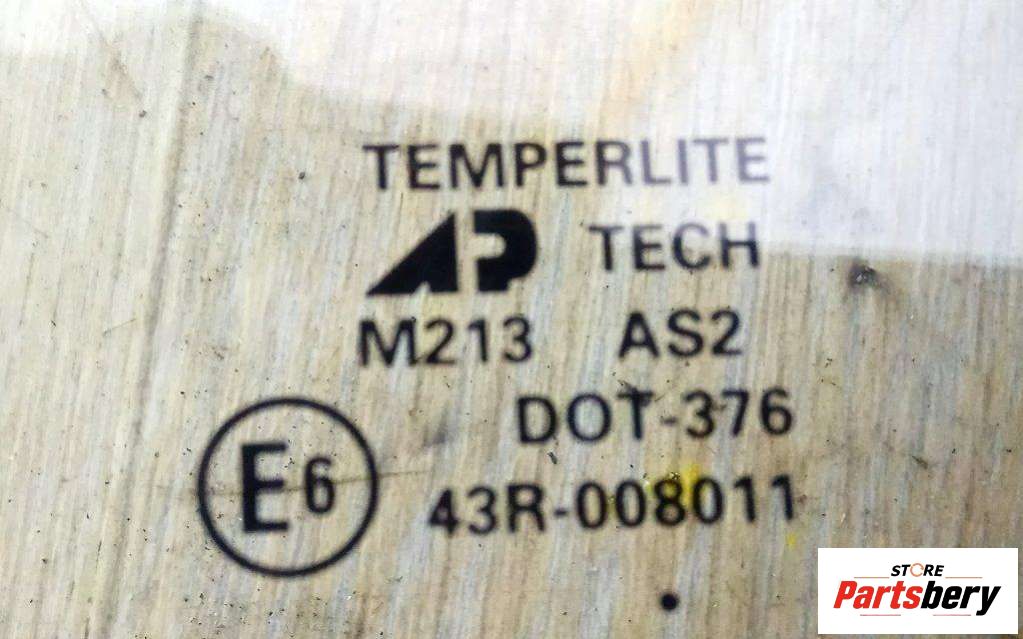 TEMPERLITE
AP TECH
M213 AS2
DOT-376
E6 43R-008011
STORE
Partsbery